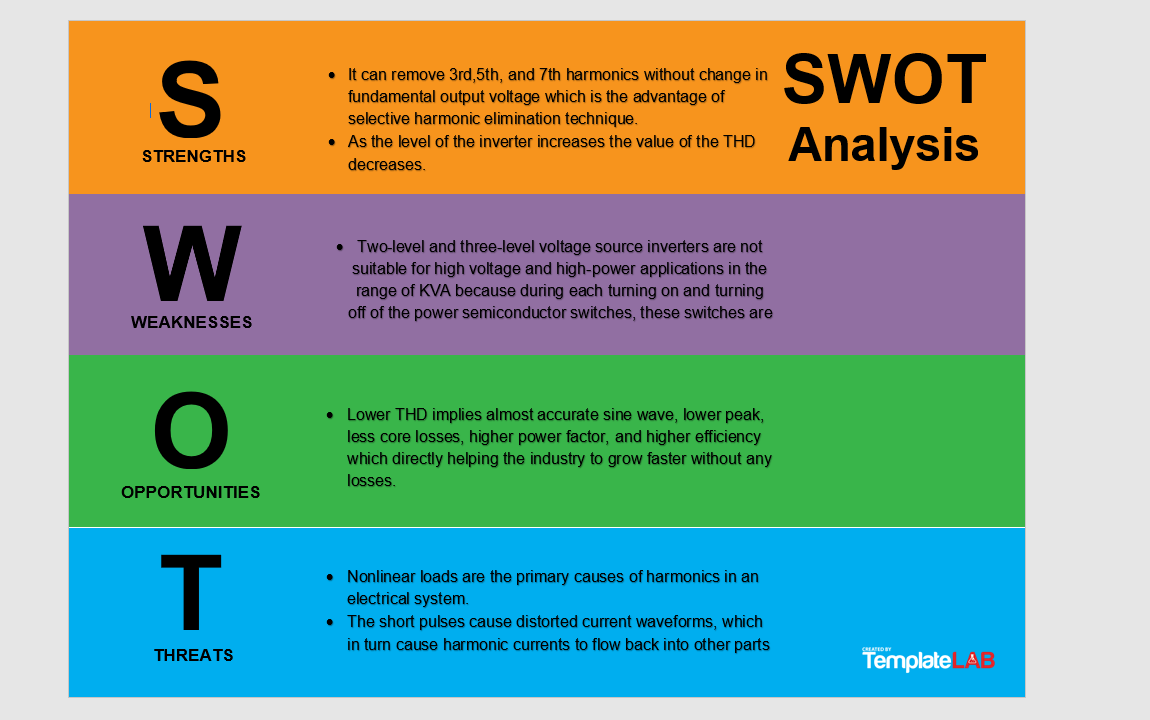 S
STRENGTHS
• It can remove 3rd,5th, and 7th harmonics without change in
fundamental output voltage which is the advantage of
selective harmonic elimination technique.
• As the level of the inverter increases the value of the THD
decreases.
SWOT
Analysis
W
WEAKNESSES
• Two-level and three-level voltage source inverters are not
suitable for high voltage and high-power applications in the
range of KVA because during each turning on and turning
off of the power semiconductor switches, these switches are
O
OPPORTUNITIES
• Lower THD implies almost accurate sine wave, lower peak,
less core losses, higher power factor, and higher efficiency
which directly helping the industry to grow faster without any
losses.
T
THREATS
• Nonlinear loads are the primary causes of harmonics in an
electrical system.
• The short pulses cause distorted current waveforms, which
in turn cause harmonic currents to flow back into other parts
CREATED BY
TemplateLAB